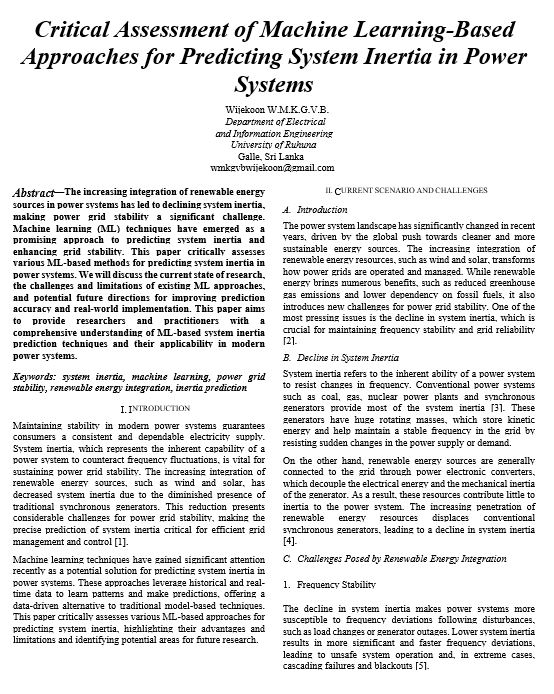 Critical Assessment of Machine Learning-Based
Approaches for Predicting System Inertia in Power
Systems
Wijekoon W.M.K.G.V.B.
Department of Electrical
and Information Engineering
University of Ruhuna
Galle, Sri Lanka
wmkgvbwijekoon@gmail.com
Abstract—The increasing integration of renewable energy
sources in power systems has led to declining system inertia,
making power grid stability a significant challenge.
Machine learning (ML) techniques have emerged as a
promising approach to predicting system inertia and
enhancing grid stability. This paper critically assesses
various ML-based methods for predicting system inertia in
power systems. We will discuss the current state of research,
the challenges and limitations of existing ML approaches,
and potential future directions for improving prediction
accuracy and real-world implementation. This paper aims
to provide researchers and practitioners with a
comprehensive understanding of ML-based system inertia
prediction techniques and their applicability in modern
power systems.
Keywords: system inertia, machine learning, power grid
stability, renewable energy integration, inertia prediction
I. INTRODUCTION
Maintaining stability in modern power systems guarantees
consumers a consistent and dependable electricity supply.
System inertia, which represents the inherent capability of a
power system to counteract frequency fluctuations, is vital for
sustaining power grid stability. The increasing integration of
renewable energy sources, such as wind and solar, has
decreased system inertia due to the diminished presence of
traditional synchronous generators. This reduction presents
considerable challenges for power grid stability, making the
precise prediction of system inertia critical for efficient grid
management and control [1].
Machine learning techniques have gained significant attention
recently as a potential solution for predicting system inertia in
power systems. These approaches leverage historical and real-
time data to learn patterns and make predictions, offering a
data-driven alternative to traditional model-based techniques.
This paper critically assesses various ML-based approaches for
predicting system inertia, highlighting their advantages and
limitations and identifying potential areas for future research.
II. CURRENT SCENARIO AND CHALLENGES
A. Introduction
The power system landscape has significantly changed in recent
years, driven by the global push towards cleaner and more
sustainable energy sources. The increasing integration of
renewable energy resources, such as wind and solar, transforms
how power grids are operated and managed. While renewable
energy brings numerous benefits, such as reduced greenhouse
gas emissions and lower dependency on fossil fuels, it also
introduces new challenges for power grid stability. One of the
most pressing issues is the decline in system inertia, which is
crucial for maintaining frequency stability and grid reliability
[2].
B. Decline in System Inertia
System inertia refers to the inherent ability of a power system
to resist changes in frequency. Conventional power systems
such as coal, gas, nuclear power plants and synchronous
generators provide most of the system inertia [3]. These
generators have huge rotating masses, which store kinetic
energy and help maintain a stable frequency in the grid by
resisting sudden changes in the power supply or demand.
On the other hand, renewable energy sources are generally
connected to the grid through power electronic converters,
which decouple the electrical energy and the mechanical inertia
of the generator. As a result, these resources contribute little to
inertia to the power system. The increasing penetration of
renewable energy resources displaces conventional
synchronous generators, leading to a decline in system inertia
[4].
C. Challenges Posed by Renewable Energy Integration
1. Frequency Stability
The decline in system inertia makes power systems more
susceptible to frequency deviations following disturbances,
such as load changes or generator outages. Lower system inertia
results in more significant and faster frequency deviations,
leading to unsafe system operation and, in extreme cases,
cascading failures and blackouts [5].